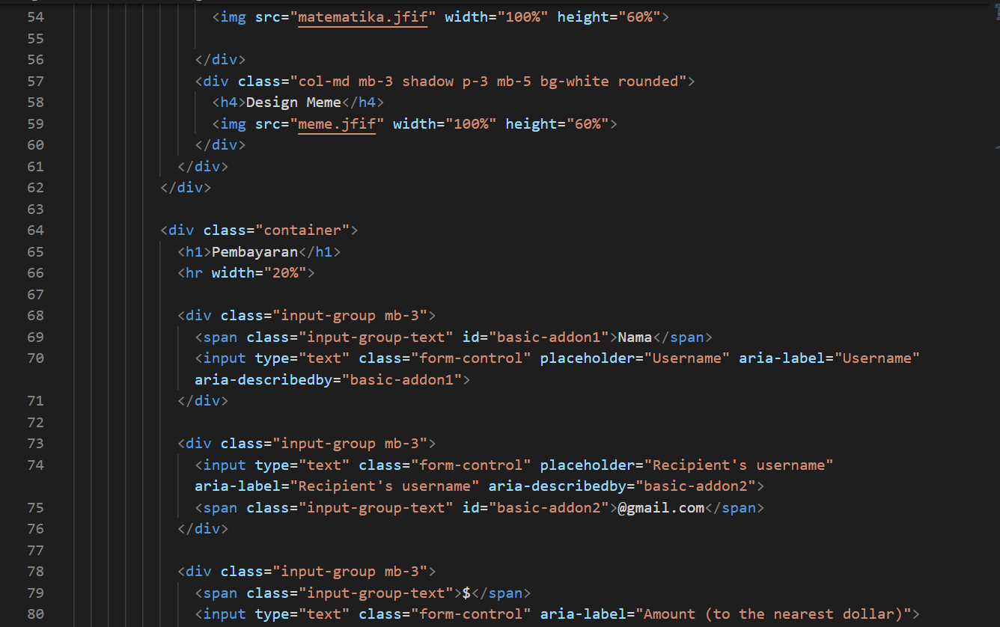 54 <img src="matematika.jfif" width="100%" height="60%">
55
56 </div>
57 <div class="col-md mb-3 shadow p-3 mb-5 bg-white rounded">
58 <h4>Design Meme</h4>
59 <img src="meme.jfif" width="100%" height="60%">
60 </div>
61 </div>
62 </div>
63
64 <div class="container">
65 <h1>Pembayaran</h1>
66 <hr width="20%">
67
68 <div class="input-group mb-3">
69 <span class="input-group-text" id="basic-addon1">Nama</span>
70 <input type="text" class="form-control" placeholder="Username" aria-label="Username"
aria-describedby="basic-addon1">
71 </div>
72
73 <div class="input-group mb-3">
74 <input type="text" class="form-control" placeholder="Recipient's username"
aria-label="Recipient's username" aria-describedby="basic-addon2">
75 <span class="input-group-text" id="basic-addon2">@gmail.com</span>
76 </div>
77
78 <div class="input-group mb-3">
79 <span class="input-group-text">$</span>
80 <input type="text" class="form-control" aria-label="Amount (to the nearest dollar)">